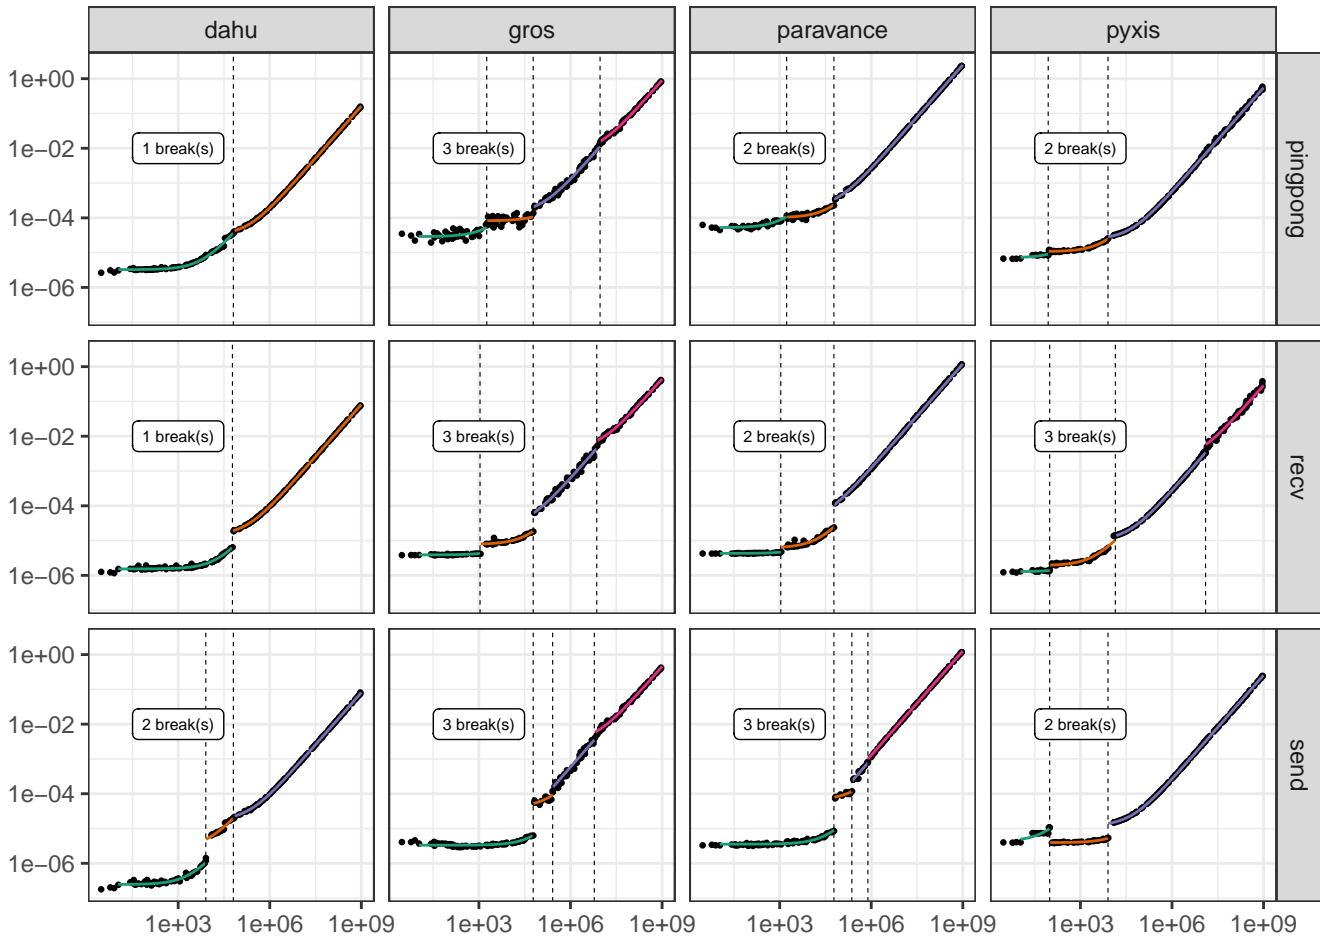 dahu gros paravance pyxis
1e+00
1e−02
1e−04
1e−06
1 break(s) 3 break(s) 2 break(s) 2 break(s)
pingpong
1e+00
1e−02
1e−04
1e−06
1 break(s) 3 break(s) 2 break(s) 3 break(s)
recv
1e+00
1e−02
1e−04
1e−06
2 break(s) 3 break(s) 3 break(s) 2 break(s)
send
1e+03 1e+06 1e+09 1e+03 1e+06 1e+09 1e+03 1e+06 1e+09 1e+03 1e+06 1e+09